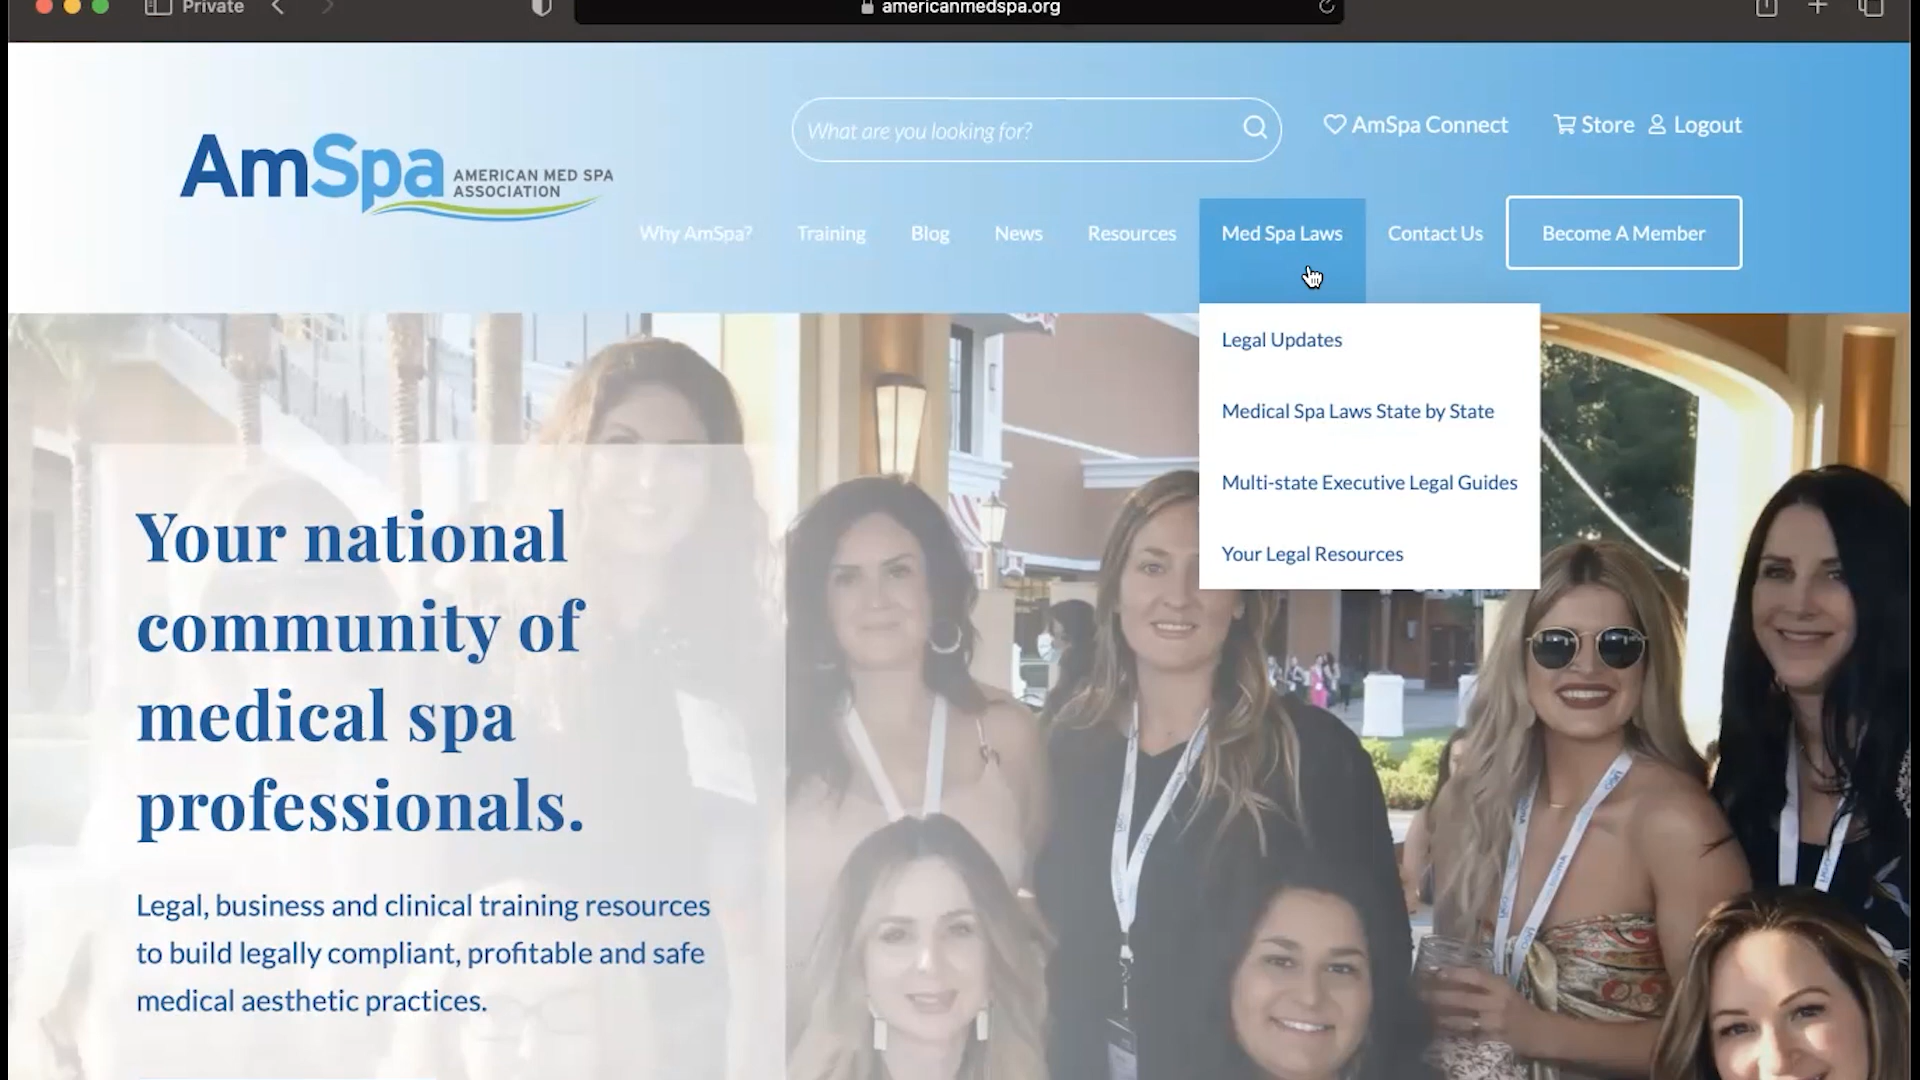 Private
americanmedspa.org
What are you looking for?
AmSpa Connect
Store
Logout
AmSpa AMERICAN MED SPA
ASSOCIATION
Why AmSpa?
Training
Blog
News
Resources
Med Spa Laws
Contact Us
Become A Member
Legal Updates
Medical Spa Laws State by State
Multi-state Executive Legal Guides
Your Legal Resources
Your national
community of
medical spa
professionals.
Legal, business and clinical training resources
to build legally compliant, profitable and safe
medical aesthetic practices.